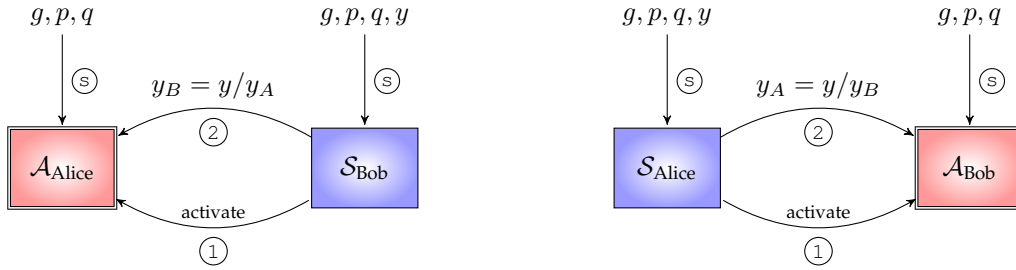 g, p, q
g, p, q, y
g, p, q, y
g, p, q
s
s
s
s
y_B = y/y_A
y_A = y/y_B
2
2
𝒜_Alice
𝒮_Bob
𝒮_Alice
𝒜_Bob
activate
activate
1
1